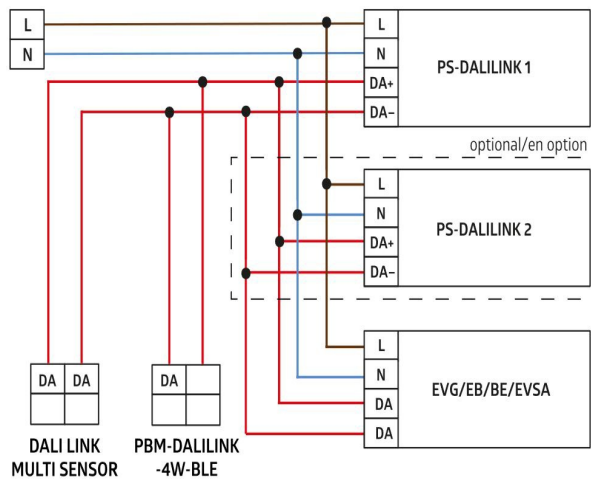 L
N
L
N
DA+
DA−
PS-DALILINK 1
optional/en option
L
N
DA+
DA−
PS-DALILINK 2
L
N
DA
DA
EVG/EB/BE/EVSA
DA DA
DALI LINK
MULTI SENSOR
DA
PBM-DALILINK
-4W-BLE